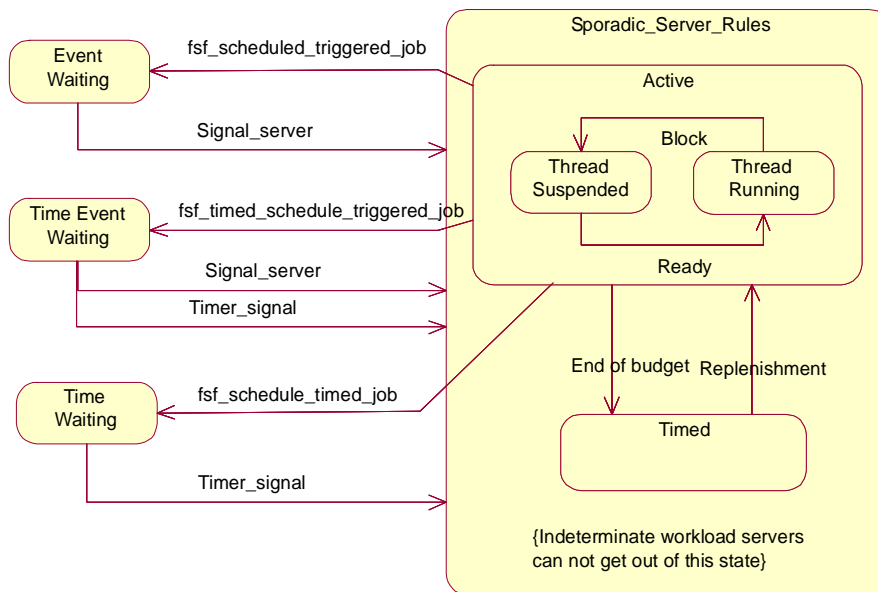 Sporadic_Server_Rules
Event
Waiting
fsf_scheduled_triggered_job
Active
Signal_server
Block
Thread
Suspended
Thread
Running
Time Event
Waiting
fsf_timed_schedule_triggered_job
Signal_server
Ready
Timer_signal
End of budget
Replenishment
Time
Waiting
fsf_schedule_timed_job
Timed
Timer_signal
{Indeterminate workload servers
can not get out of this state}